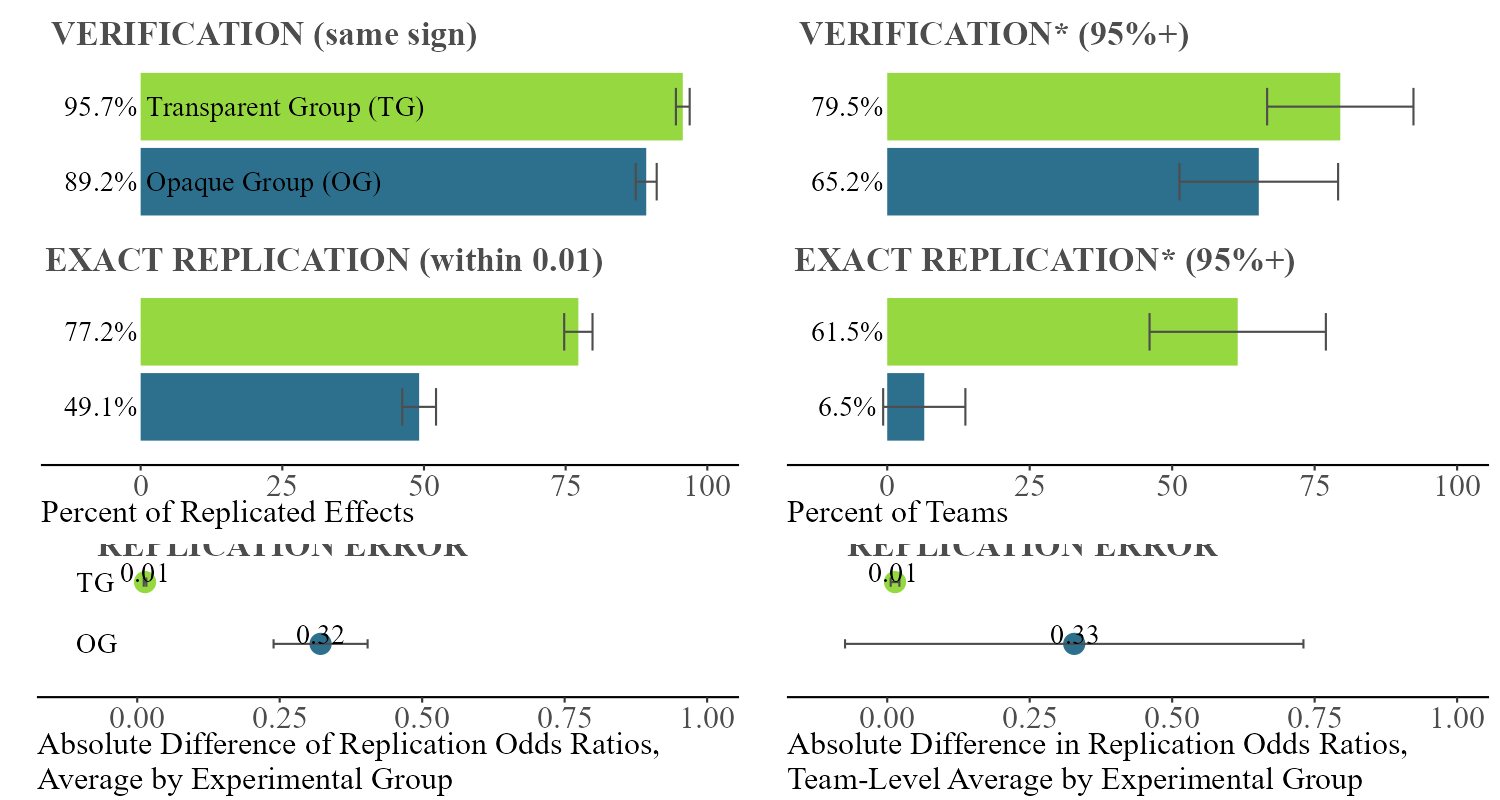 VERIFICATION (same sign)
95.7% Transparent Group (TG)
89.2% Opaque Group (OG)
EXACT REPLICATION (within 0.01)
77.2%
49.1%
0 25 50 75 100
Percent of Replicated Effects
REPLICATION ERROR
TG 0.01
OG 0.32
0.00 0.25 0.50 0.75 1.00
Absolute Difference of Replication Odds Ratios,
Average by Experimental Group
VERIFICATION* (95%+)
79.5%
65.2%
EXACT REPLICATION* (95%+)
61.5%
6.5%
0 25 50 75 100
Percent of Teams
REPLICATION ERROR
0.01
0.33
0.00 0.25 0.50 0.75 1.00
Absolute Difference in Replication Odds Ratios,
Team-Level Average by Experimental Group